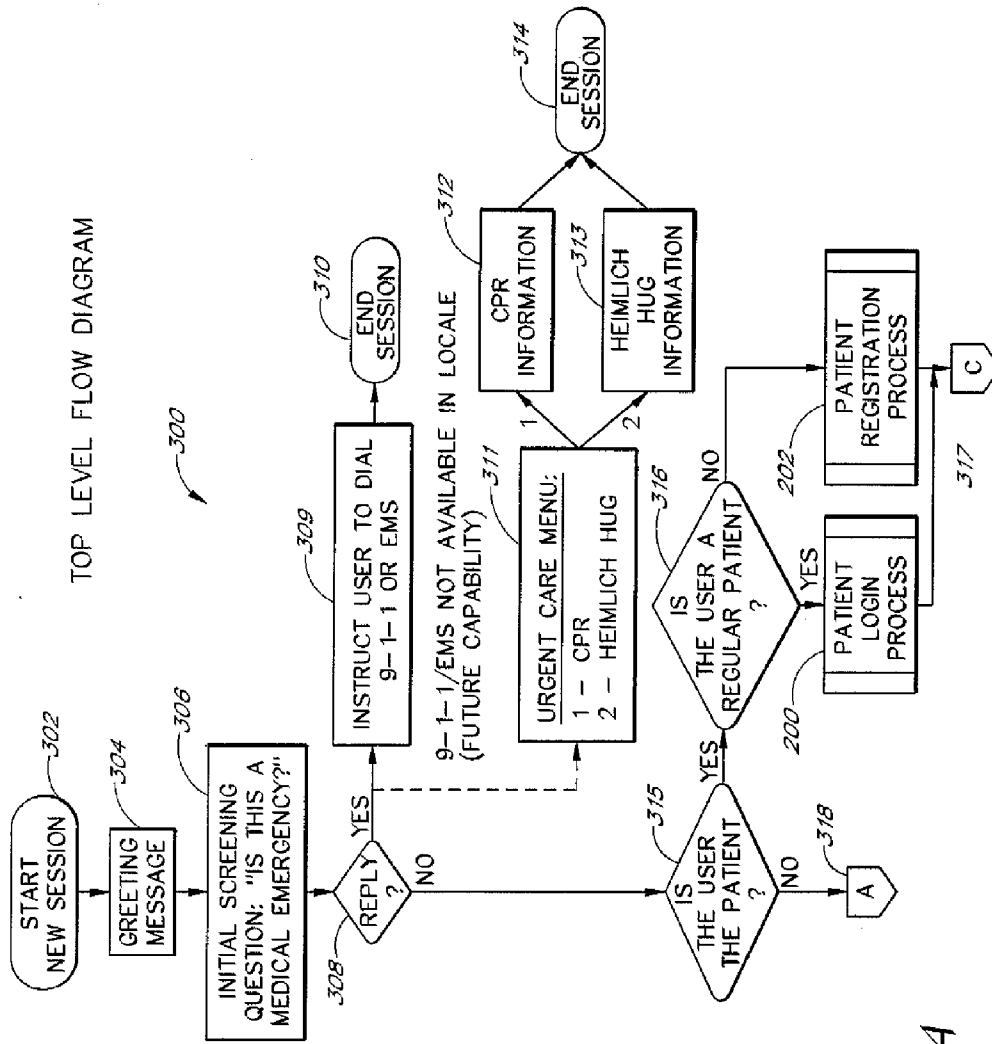 TOP LEVEL FLOW DIAGRAM
300
START
NEW SESSION
302
GREETING
MESSAGE
304
INITIAL SCREENING
QUESTION: "IS THIS A
MEDICAL EMERGENCY?"
306
REPLY
?
308
YES
NO
INSTRUCT USER TO DIAL
9-1-1 OR EMS
309
END
SESSION
310
9-1-1/EMS NOT AVAILABLE IN LOCALE
(FUTURE CAPABILITY)
URGENT CARE MENU:
1 - CPR
2 - HEIMLICH HUG
311
1
2
CPR
INFORMATION
312
HEIMLICH
HUG
INFORMATION
313
END
SESSION
314
IS
THE USER
THE PATIENT
?
315
YES
NO
A
318
IS
THE USER A
REGULAR PATIENT
?
316
YES
NO
PATIENT
LOGIN
PROCESS
200
PATIENT
REGISTRATION
PROCESS
202
317
C
A